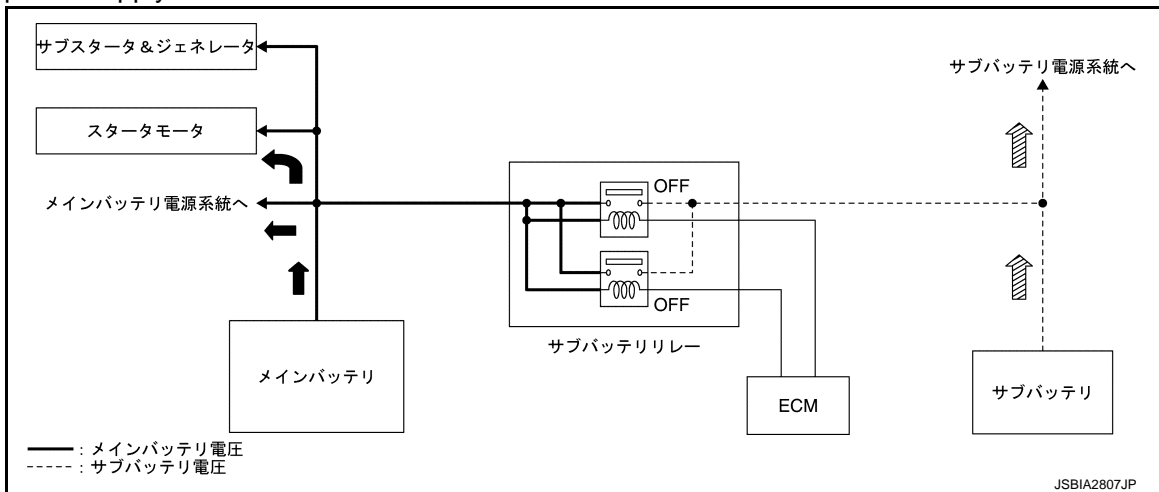 サブスタータ＆ジェネレータ
サブバッテリ電源系統へ
スタータモータ
OFF
メインバッテリ電源系統へ
OFF
サブバッテリリレー
メインバッテリ
サブバッテリ
ECM
：メインバッテリ電圧
：サブバッテリ電圧
JSBIA2807JP